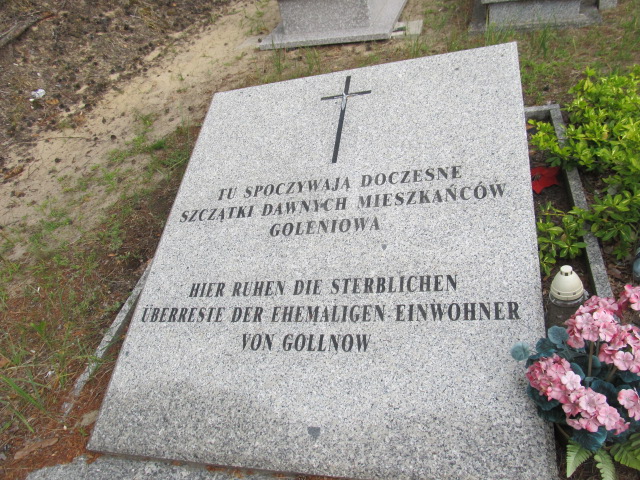 TU SPOCZYWAJĄ DOCZESNE
SZCZĄTKI DAWNYCH MIESZKAŃCÓW
GOLENIOWA
HIER RUHEN DIE STERBLICHEN
ÜBERRESTE DER EHEMALIGEN EINWOHNER
VON GOLLNOW